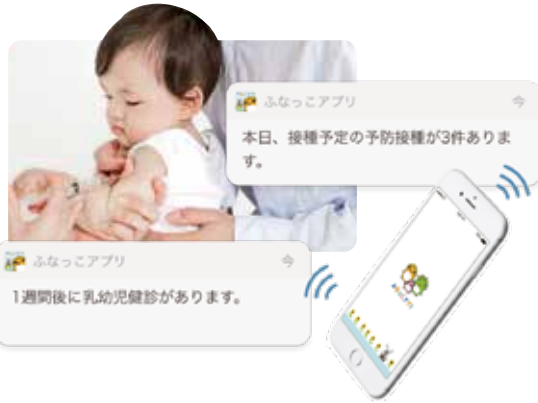 ふなっこアプリ 今
本日、接種予定の予防接種が3件ありま
す。
ふなっこアプリ 今
1週間後に乳幼児健診があります。